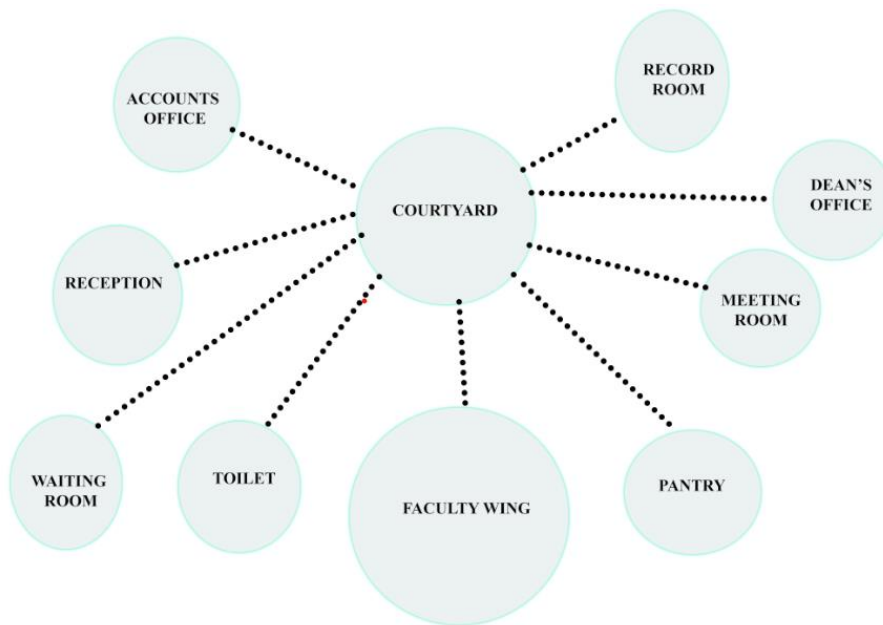 RECORD
ROOM
ACCOUNTS
OFFICE
DEAN'S
OFFICE
COURTYARD
RECEPTION
MEETING
ROOM
WAITING
ROOM
TOILET
FACULTY WING
PANTRY